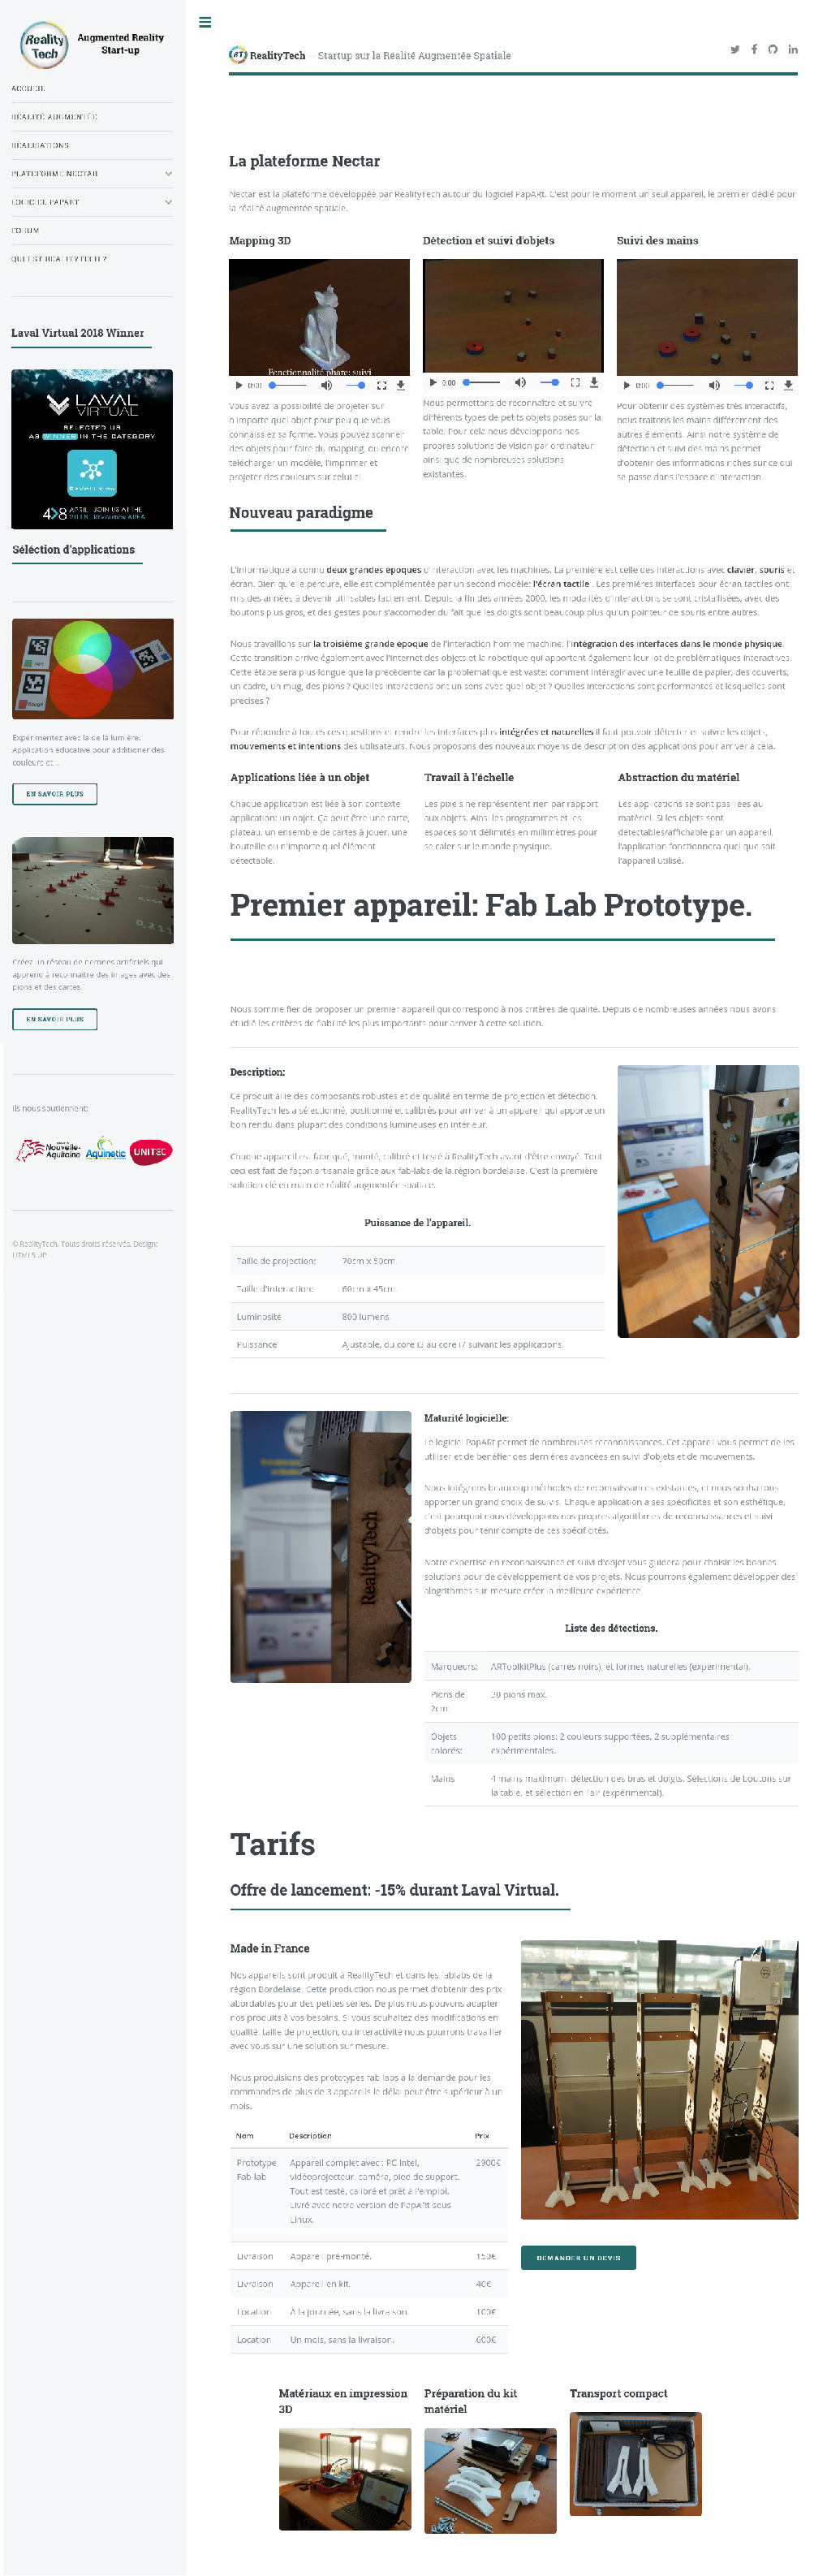 Reality Tech
Augmented Reality
Start-up
ACCUEIL
RÉALITÉ AUGMENTÉE
RÉALISATIONS
PLATEFORME NECTAR
LOGICIEL PAPART
FORUM
QUI EST REALITYTECH ?
Laval Virtual 2018 Winner
LAVAL
VIRTUAL
SELECTED US
AS WINNER IN THE CATEGORY
REVOLUTION
4>8 APRIL 2018 JOIN US AT THE REVOLUTION AREA
Séléction d'applications
Expérimentez avec la de la lumière.
Application éducative pour additioner des
couleurs et ...
EN SAVOIR PLUS
Créez un réseau de nerones artificiels qui
apprend à reconnaitre des images avec des
pions et des cartes.
EN SAVOIR PLUS
Ils nous soutiennent:
Nouvelle-
Aquitaine
Aquinetic
UNITEC
© RealityTech. Touts droits réservés. Design:
HTML5 UP
RealityTech – Startup sur la Réalité Augmentée Spatiale
La plateforme Nectar
Nectar est la plateforme développée par RealityTech autour du logiciel PapARt. C'est pour le moment un seul appareil, le premier dédié pour
la réalité augmentée spatiale.
Mapping 3D
Fonctionnalité phare: suivi
0:00
Vous avez la possibilité de projeter sur
n'importe quel objet pour peu que vous
connaissiez sa forme. Vous pouvez scanner
des objets pour faire du mapping, ou encore
télécharger un modèle, l'imprimer et
projeter des couleurs sur celui ci.
Détection et suivi d'objets
0:00
Nous permettons de reconnaître et suivre
différents types de petits objets posés sur la
table. Pour cela nous développons nos
propres solutions de vision par ordinateur
ainsi que de nombreuses solutions
existantes.
Suivi des mains
0:00
Pour obtenir des systèmes très interactifs,
nous traitons les mains différement des
autres éléments. Ainsi notre système de
détection et suivi des mains permet
d'obtenir des informations riches sur ce qui
se passe dans l'espace d'interaction.
Nouveau paradigme
L'Informatique a connu deux grandes époques d'interaction avec les machines. La première est celle des interactions avec clavier, souris et
écran. Bien qu'elle perdure, elle est complémentée par un second modèle: l'écran tactile . Les premières interfaces pour écran tactiles ont
mis des années à devenir utilisables facilement. Depuis la fin des années 2000, les modalités d'interactions se sont cristallisées, avec des
boutons plus gros, et des gestes pour s'accomoder du fait que les doigts sont beaucoup plus qu'un pointeur de souris entre autres.
Nous travaillons sur la troisième grande époque de l'interaction homme machine: l'intégration des interfaces dans le monde physique.
Cette transition arrive également avec l'internet des objets et la robotique qui apportent également leur lot de problématiques interactives.
Cette étape sera plus longue que la précédente car la problématique est vaste: comment intéragir avec une feuille de papier, des couverts,
un cadre, un mug, des pions ? Quelles interactions ont un sens avec quel objet ? Quelles interactions sont performantes et lesquelles sont
précises ?
Pour répondre à toutes ces questions et rendre les interfaces plus intégrées et naturelles il faut pouvoir détecter et suivre les objets,
mouvements et intentions des utilisateurs. Nous proposons des nouveaux moyens de description des applications pour arriver à cela.
Applications liée à un objet
Chaque application est liée à son contexte
application: un objet. Ça peut être une carte,
plateau, un ensemble de cartes à jouer, une
bouteille ou n'importe quel élément
détectable.
Travail à l'échelle
Les pixels ne représentent rien par rapport
aux objets. Ainsi les programmes et les
espaces sont délimités en millimètres pour
se caler sur le monde physique.
Abstraction du matériel
Les applications se sont pas liées au
matériel. Si les objets sont
détectables/affichable par un appareil,
l'application fonctionnera quel que soit
l'appareil utilisé.
Premier appareil: Fab Lab Prototype.
Nous somme fier de proposer un premier appareil qui correspond à nos critères de qualité. Depuis de nombreuses années nous avons
étudié les critères de fiabilité les plus importants pour arriver à cette solution.
Description:
Ce produit allie des composants robustes et de qualité en terme de projection et détection.
RealityTech les a sélectionné, positionné et calibrés pour arriver à un appareil qui apporte un
bon rendu dans plupart des conditions lumineuses en intérieur.
Chaque appareil est fabriqué, monté, calibré et testé à RealityTech avant d'être envoyé. Tout
ceci est fait de façon artisanale grâce aux fab-labs de la région bordelaise. C'est la première
solution clé en main de réalité augmentée spatiale.
Puissance de l'appareil.
Taille de projection: 70cm x 50cm.
Taille d'interaction: 60cm x 45cm.
Luminosité 800 lumens.
Puissance Ajustable, du core i3 au core i7 suivant les applications.
RealityTech
Maturité logicielle:
Le logiciel PapARt permet de nombreuses reconnaissances. Cet appareil vous permet de les
utiliser et de bénéfier des dernières avancées en suivi d'objets et de mouvements.
Nous intégrons beaucoup méthodes de reconnaissances existantes, et nous souhaitons
apporter un grand choix de suivis. Chaque application à ses spécificités et son esthétique,
c'est pourquoi nous développons nos propres algorithmes de reconnaissances et suivi
d'objets pour tenir compte de ces spécificités.
Notre expertise en reconnaissance et suivi d'objet vous guidera pour choisir les bonnes
solutions pour de développement de vos projets. Nous pourrons également développer des
alogrithmes sur-mesure créer la meilleure expérience.
Liste des détections.
Marqueurs: ARToolkitPlus (carrés noirs), et formes naturelles (experimental).
Pions de 2cm: 30 pions max.
Objets colorés: 100 petits pions: 2 couleurs supportées, 2 supplémentaires expérimentales.
Mains 4 mains maximum: détection des bras et doigts. Sélections de boutons sur
la table, et sélection en l'air (expérimental).
Tarifs
Offre de lancement: -15% durant Laval Virtual.
Made in France
Nos appareils sont produit à RealityTech et dans les fablabs de la
région Bordelaise. Cette production nous permet d'obtenir des prix
abordables pour des petites séries. De plus nous pouvons adapter
nos produits à vos besoins. Si vous souhaitez des modifications en
qualité, taille de projection, ou interactivité nous pourrons travailler
avec vous sur une solution sur mesure.
Nous produisions des prototypes fab labs à la demande pour les
commandes de plus de 3 appareils le délai peut être supérieur à un
mois.
Nom Description Prix
Prototype Fab-lab Appareil complet avec : PC Intel, 2900€
vidéoprojecteur, caméra, pied de support.
Tout est testé, calibré et prêt à l'emploi.
Livré avec notre version de PapARt sous
Linux.
Livraison Appareil pré-monté. 150€
Livraison Appareil en kit. 40€
Location À la journée, sans la livraison 100€
Location Un mois, sans la livraison. 600€
DEMANDER UN DEVIS
Matériaux en impression
3D
Préparation du kit
matériel
Transport compact